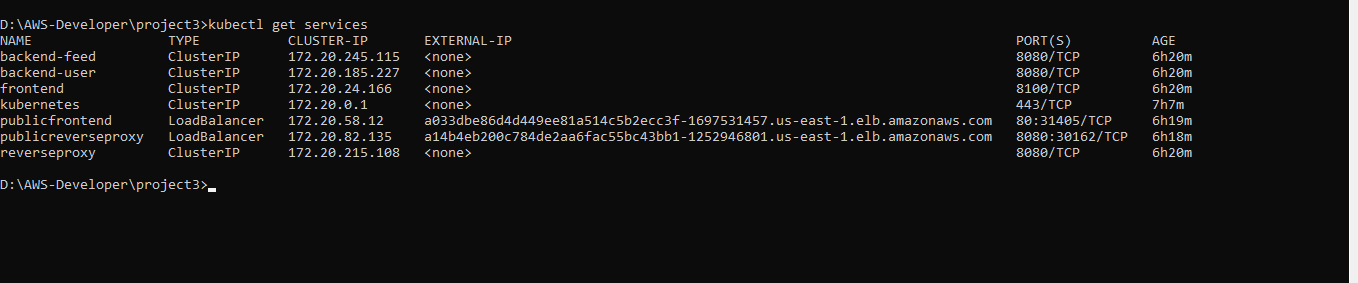 D:\AWS-Developer\project3>kubectl get services
NAME TYPE CLUSTER-IP EXTERNAL-IP PORT(S) AGE
backend-feed ClusterIP 172.20.245.115 <none> 8080/TCP 6h20m
backend-user ClusterIP 172.20.185.227 <none> 8080/TCP 6h20m
frontend ClusterIP 172.20.24.166 <none> 8100/TCP 6h20m
kubernetes ClusterIP 172.20.0.1 <none> 443/TCP 7h7m
publicfrontend LoadBalancer 172.20.58.12 a033dbe86d4d449ee81a514c5b2ecc3f-1697531457.us-east-1.elb.amazonaws.com 80:31405/TCP 6h19m
publicreverseproxy LoadBalancer 172.20.82.135 a14b4eb200c784de2aa6fac55bc43bb1-1252946801.us-east-1.elb.amazonaws.com 8080:30162/TCP 6h18m
reverseproxy ClusterIP 172.20.215.108 <none> 8080/TCP 6h20m
D:\AWS-Developer\project3>